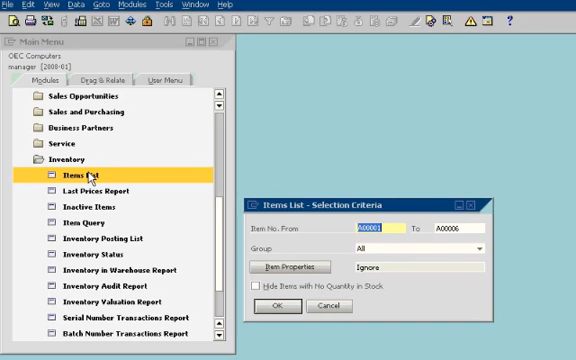 File Edit View Data Goto Modules Tools Window Help
Main Menu
OEC Computers
manager [2008-01]
Modules Drag & Relate User Menu
Sales Opportunities
Sales and Purchasing
Business Partners
Service
Inventory
Items List
Last Prices Report
Inactive Items
Item Query
Inventory Posting List
Inventory Status
Inventory in Warehouse Report
Inventory Audit Report
Inventory Valuation Report
Serial Number Transactions Report
Batch Number Transactions Report
Items List - Selection Criteria
Item No. From A00001 To A00006
Group All
Item Properties Ignore
Hide Items with No Quantity in Stock
OK Cancel